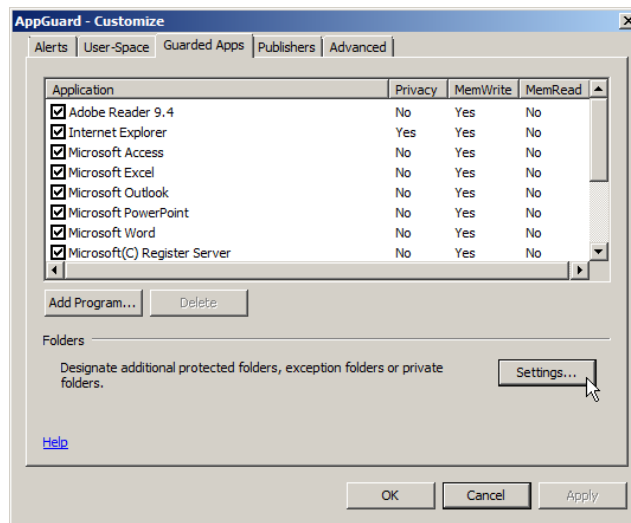 AppGuard - Customize
Alerts User-Space Guarded Apps Publishers Advanced
Application Privacy MemWrite MemRead
Adobe Reader 9.4 No Yes No
Internet Explorer Yes Yes No
Microsoft Access No Yes No
Microsoft Excel No Yes No
Microsoft Outlook No Yes No
Microsoft PowerPoint No Yes No
Microsoft Word No Yes No
Microsoft(C) Register Server No Yes No
Add Program... Delete
Folders
Designate additional protected folders, exception folders or private
folders.
Settings...
Help
OK Cancel Apply